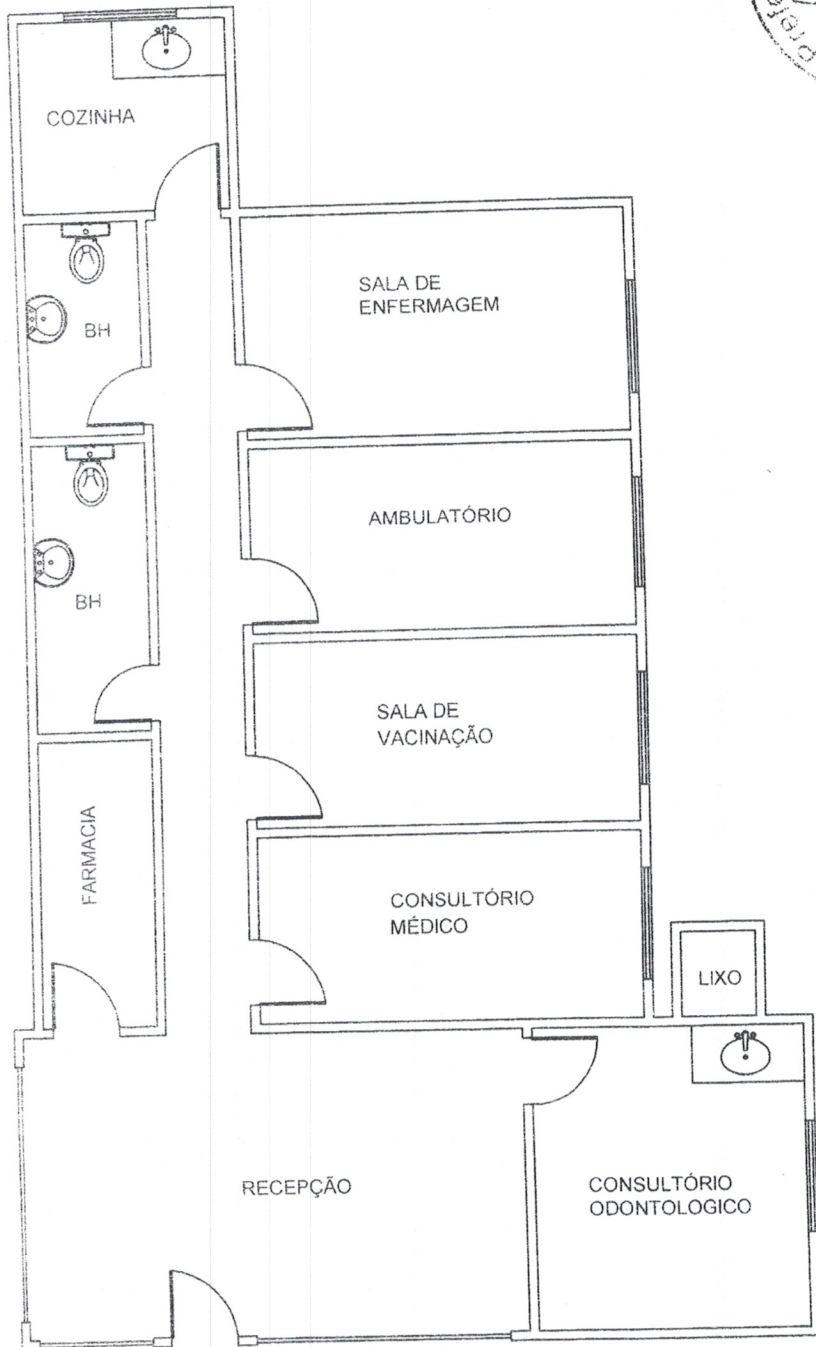 COZINHA
SALA DE
ENFERMAGEM
BH
AMBULATÓRIO
BH
SALA DE
VACINAÇÃO
FARMACIA
CONSULTÓRIO
MÉDICO
LIXO
RECEPÇÃO
CONSULTÓRIO
ODONTOLOGICO